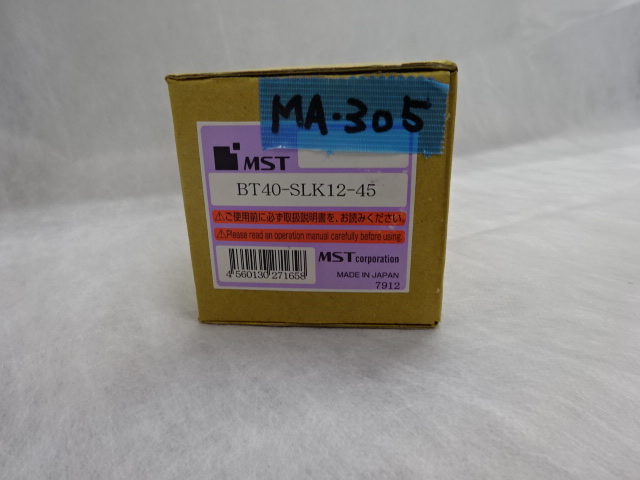 MA-305
MST
BT40-SLK12-45
⚠ご使用前に必ず取扱説明書を、お読みください。
⚠Please read an operation manual carefully before using.
4560130271658
MST corporation
MADE IN JAPAN
7912